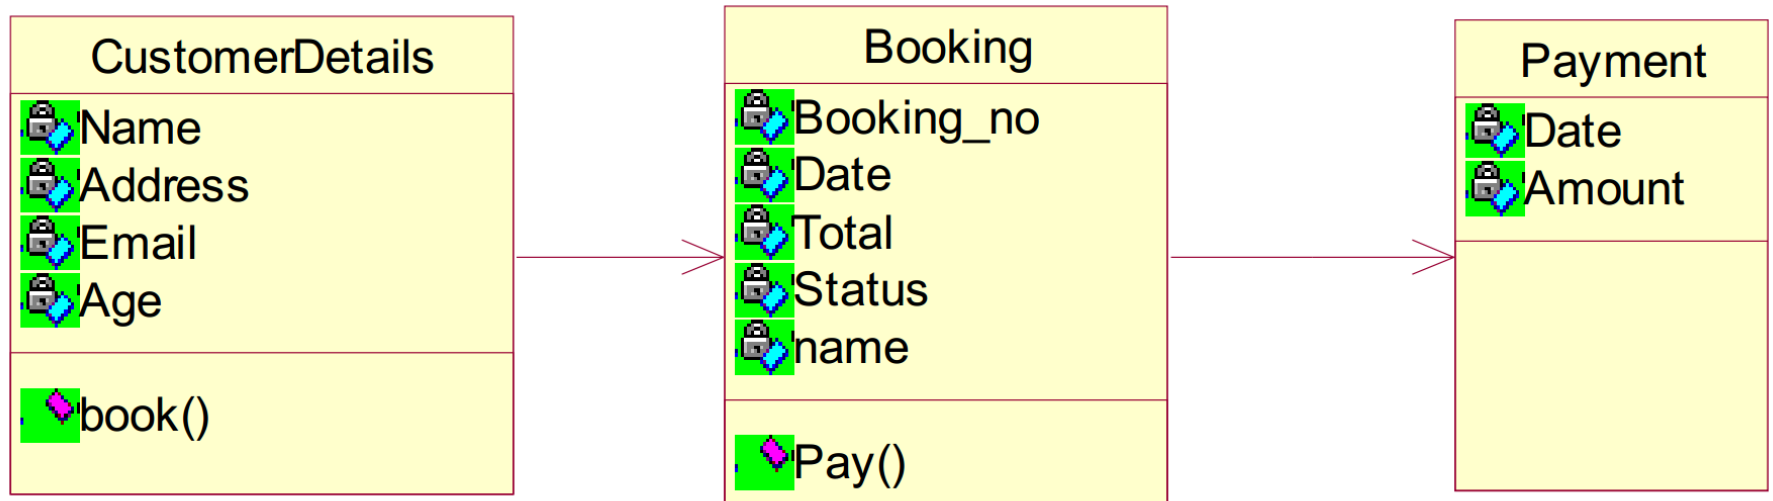 CustomerDetails
Name
Address
Email
Age
book()
Booking
Booking_no
Date
Total
Status
name
Pay()
Payment
Date
Amount